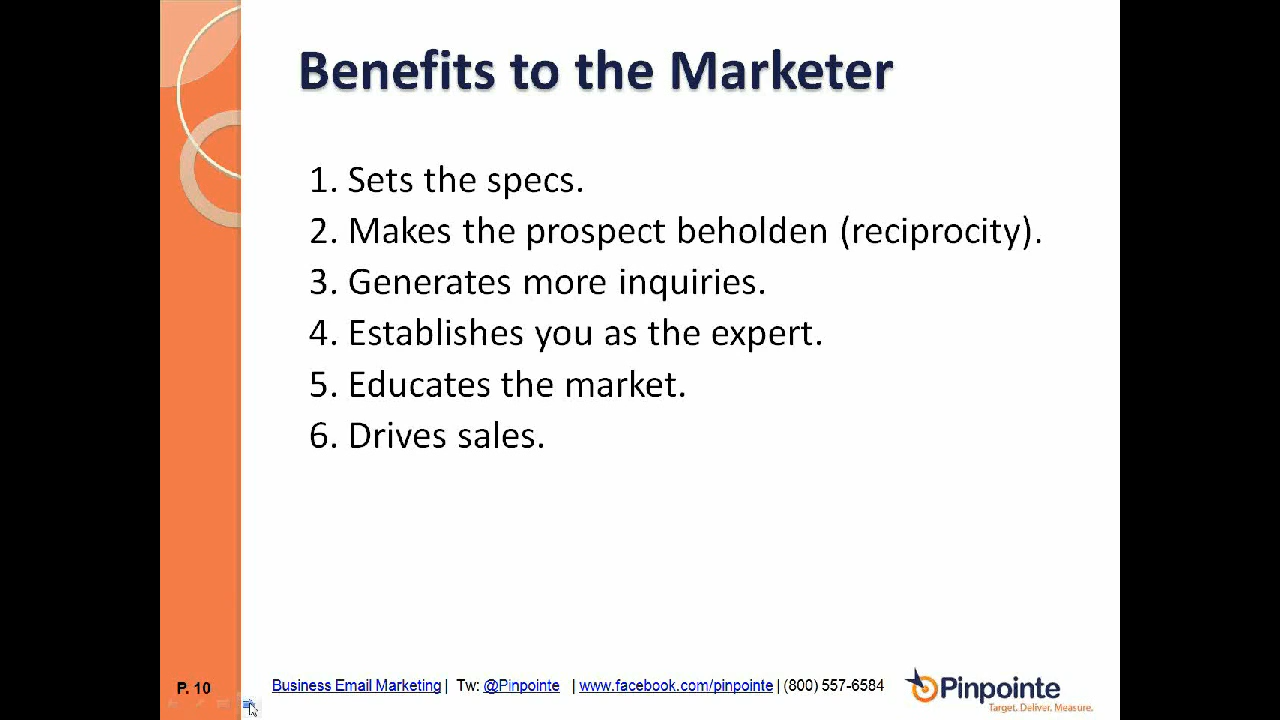 Benefits to the Marketer
1. Sets the specs.
2. Makes the prospect beholden (reciprocity).
3. Generates more inquiries.
4. Establishes you as the expert.
5. Educates the market.
6. Drives sales.
P. 10
Business Email Marketing | Tw: @Pinpointe | www.facebook.com/pinpointe | (800) 557-6584
Pinpointe
Target. Deliver. Measure.